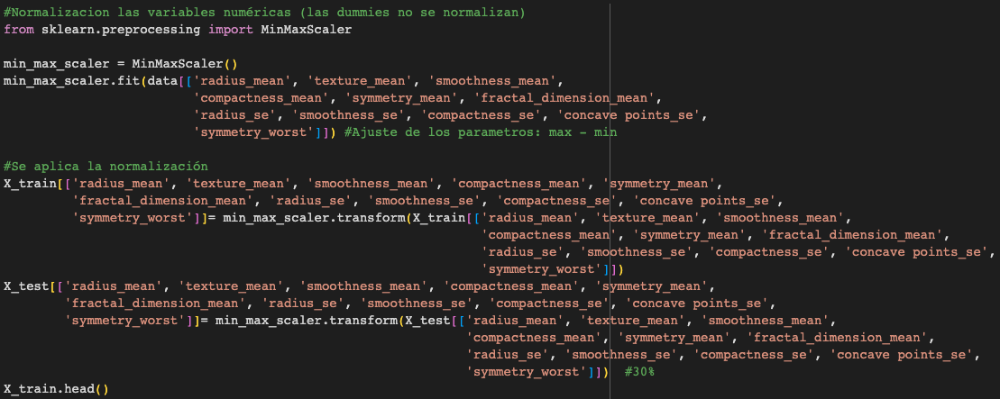 #Normalizacion las variables numéricas (las dummies no se normalizan)
from sklearn.preprocessing import MinMaxScaler

min_max_scaler = MinMaxScaler()
min_max_scaler.fit(data[['radius_mean', 'texture_mean', 'smoothness_mean',
                         'compactness_mean', 'symmetry_mean', 'fractal_dimension_mean',
                         'radius_se', 'smoothness_se', 'compactness_se', 'concave points_se',
                         'symmetry_worst']]) #Ajuste de los parametros: max - min

#Se aplica la normalización
X_train[['radius_mean', 'texture_mean', 'smoothness_mean', 'compactness_mean', 'symmetry_mean',
         'fractal_dimension_mean', 'radius_se', 'smoothness_se', 'compactness_se', 'concave points_se',
         'symmetry_worst']]= min_max_scaler.transform(X_train[['radius_mean', 'texture_mean', 'smoothness_mean',
                                                               'compactness_mean', 'symmetry_mean', 'fractal_dimension_mean',
                                                               'radius_se', 'smoothness_se', 'compactness_se', 'concave points_se',
                                                               'symmetry_worst']])
X_test[['radius_mean', 'texture_mean', 'smoothness_mean', 'compactness_mean', 'symmetry_mean',
        'fractal_dimension_mean', 'radius_se', 'smoothness_se', 'compactness_se', 'concave points_se',
        'symmetry_worst']]= min_max_scaler.transform(X_test[['radius_mean', 'texture_mean', 'smoothness_mean',
                                                             'compactness_mean', 'symmetry_mean', 'fractal_dimension_mean',
                                                             'radius_se', 'smoothness_se', 'compactness_se', 'concave points_se',
                                                             'symmetry_worst']])  #30%
X_train.head()